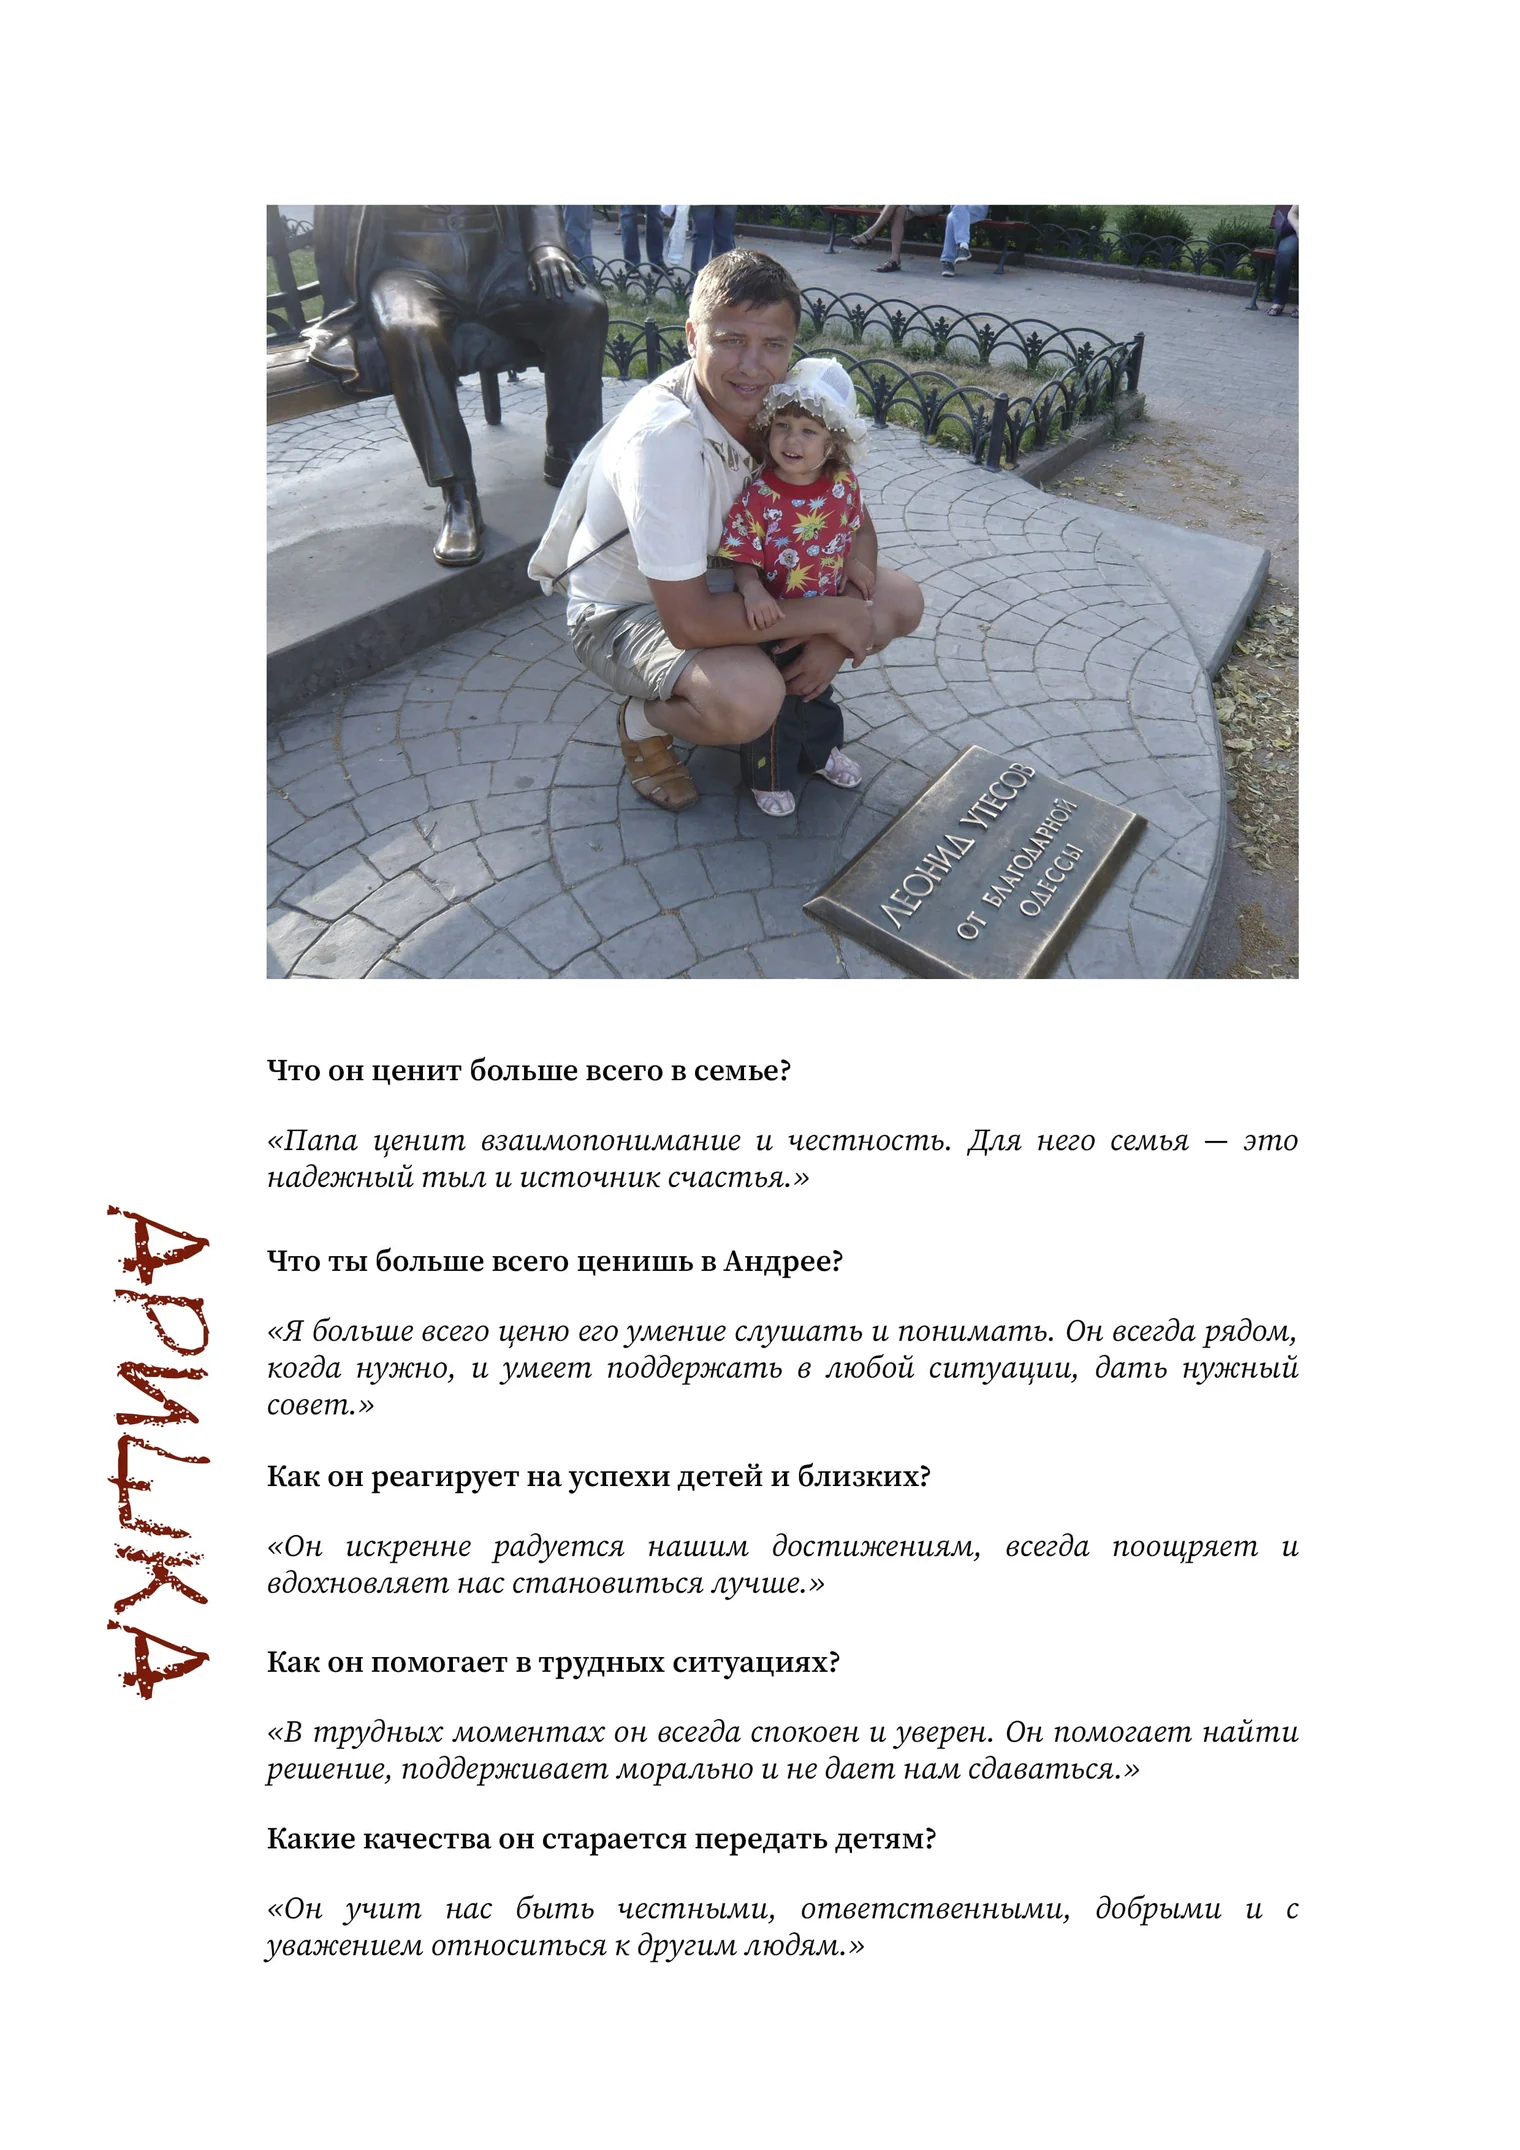 ЛЕОНИД УТЕСОВ
ОТ БЛАГОДАРНОЙ
ОДЕССЫ
Что он ценит больше всего в семье?
«Папа ценит взаимопонимание и честность. Для него семья — это
надежный тыл и источник счастья.»
АРИШКА
Что ты больше всего ценишь в Андрее?
«Я больше всего ценю его умение слушать и понимать. Он всегда рядом,
когда нужно, и умеет поддержать в любой ситуации, дать нужный
совет.»
Как он реагирует на успехи детей и близких?
«Он искренне радуется нашим достижениям, всегда поощряет и
вдохновляет нас становиться лучше.»
Как он помогает в трудных ситуациях?
«В трудных моментах он всегда спокоен и уверен. Он помогает найти
решение, поддерживает морально и не дает нам сдаваться.»
Какие качества он старается передать детям?
«Он учит нас быть честными, ответственными, добрыми и с
уважением относиться к другим людям.»